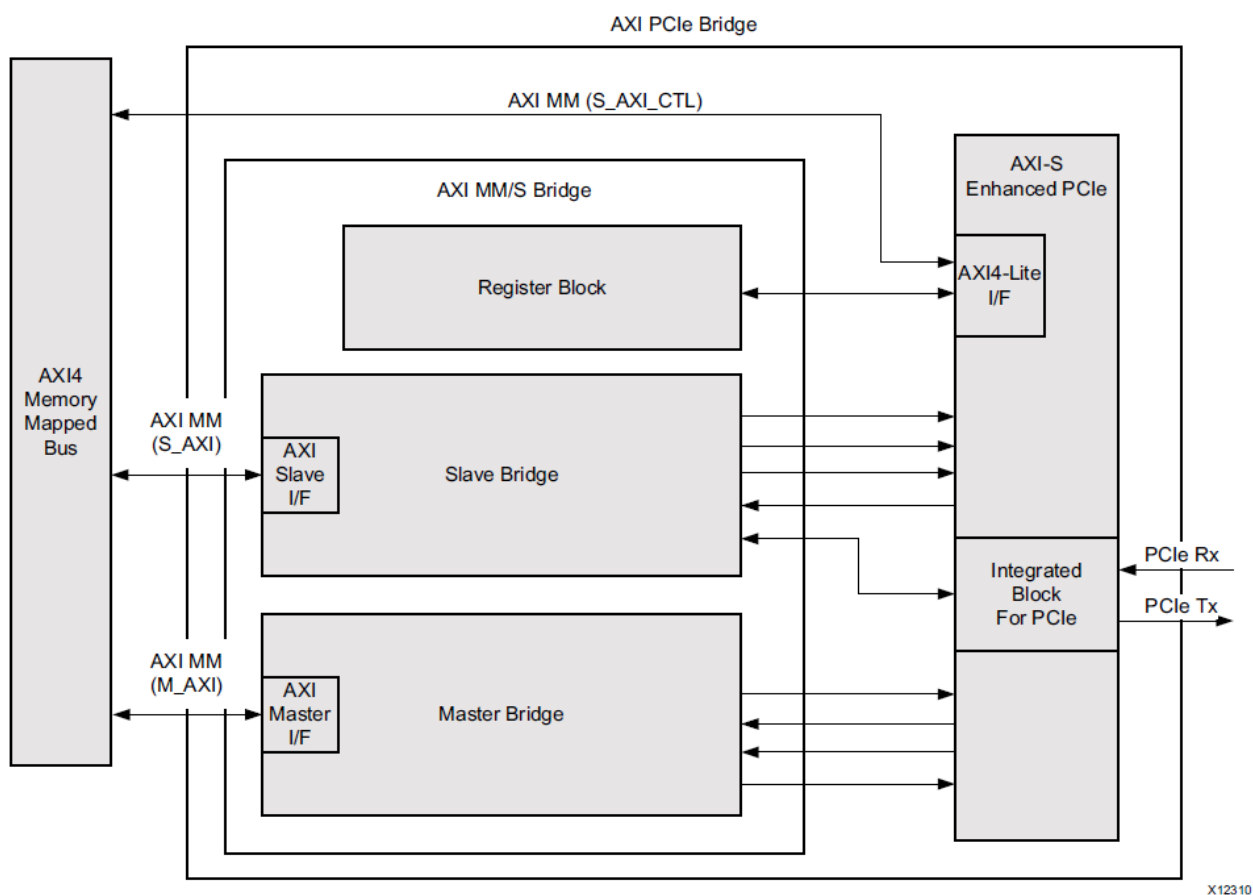 AXI PCIe Bridge
AXI MM (S_AXI_CTL)
AXI-S
Enhanced PCIe
AXI MM/S Bridge
AXI4-Lite
I/F
Register Block
AXI4
Memory
Mapped
Bus
AXI MM
(S_AXI)
AXI
Slave
I/F
Slave Bridge
Integrated
Block
For PCIe
PCIe Rx
PCIe Tx
AXI MM
(M_AXI)
AXI
Master
I/F
Master Bridge
X12310